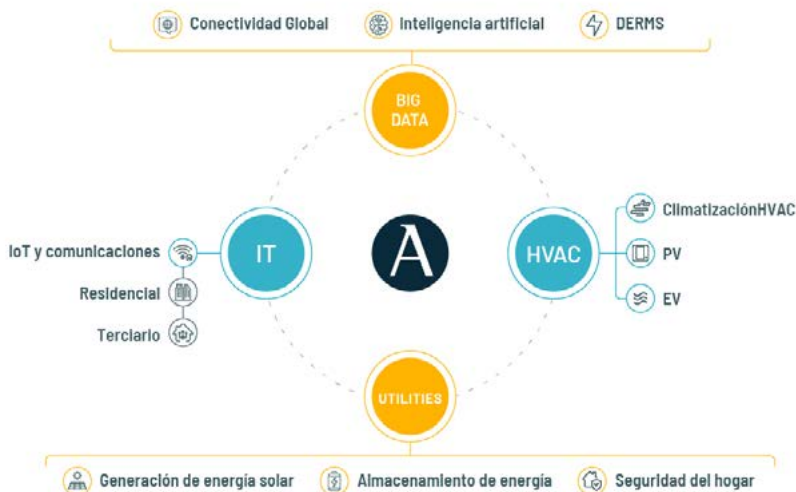 Conectividad Global
Inteligencia artificial
DERMS
BIG
DATA
IoT y comunicaciones
Residencial
Terciario
IT
A
HVAC
ClimatizaciónHVAC
PV
EV
UTILITIES
Generación de energía solar
Almacenamiento de energía
Seguridad del hogar